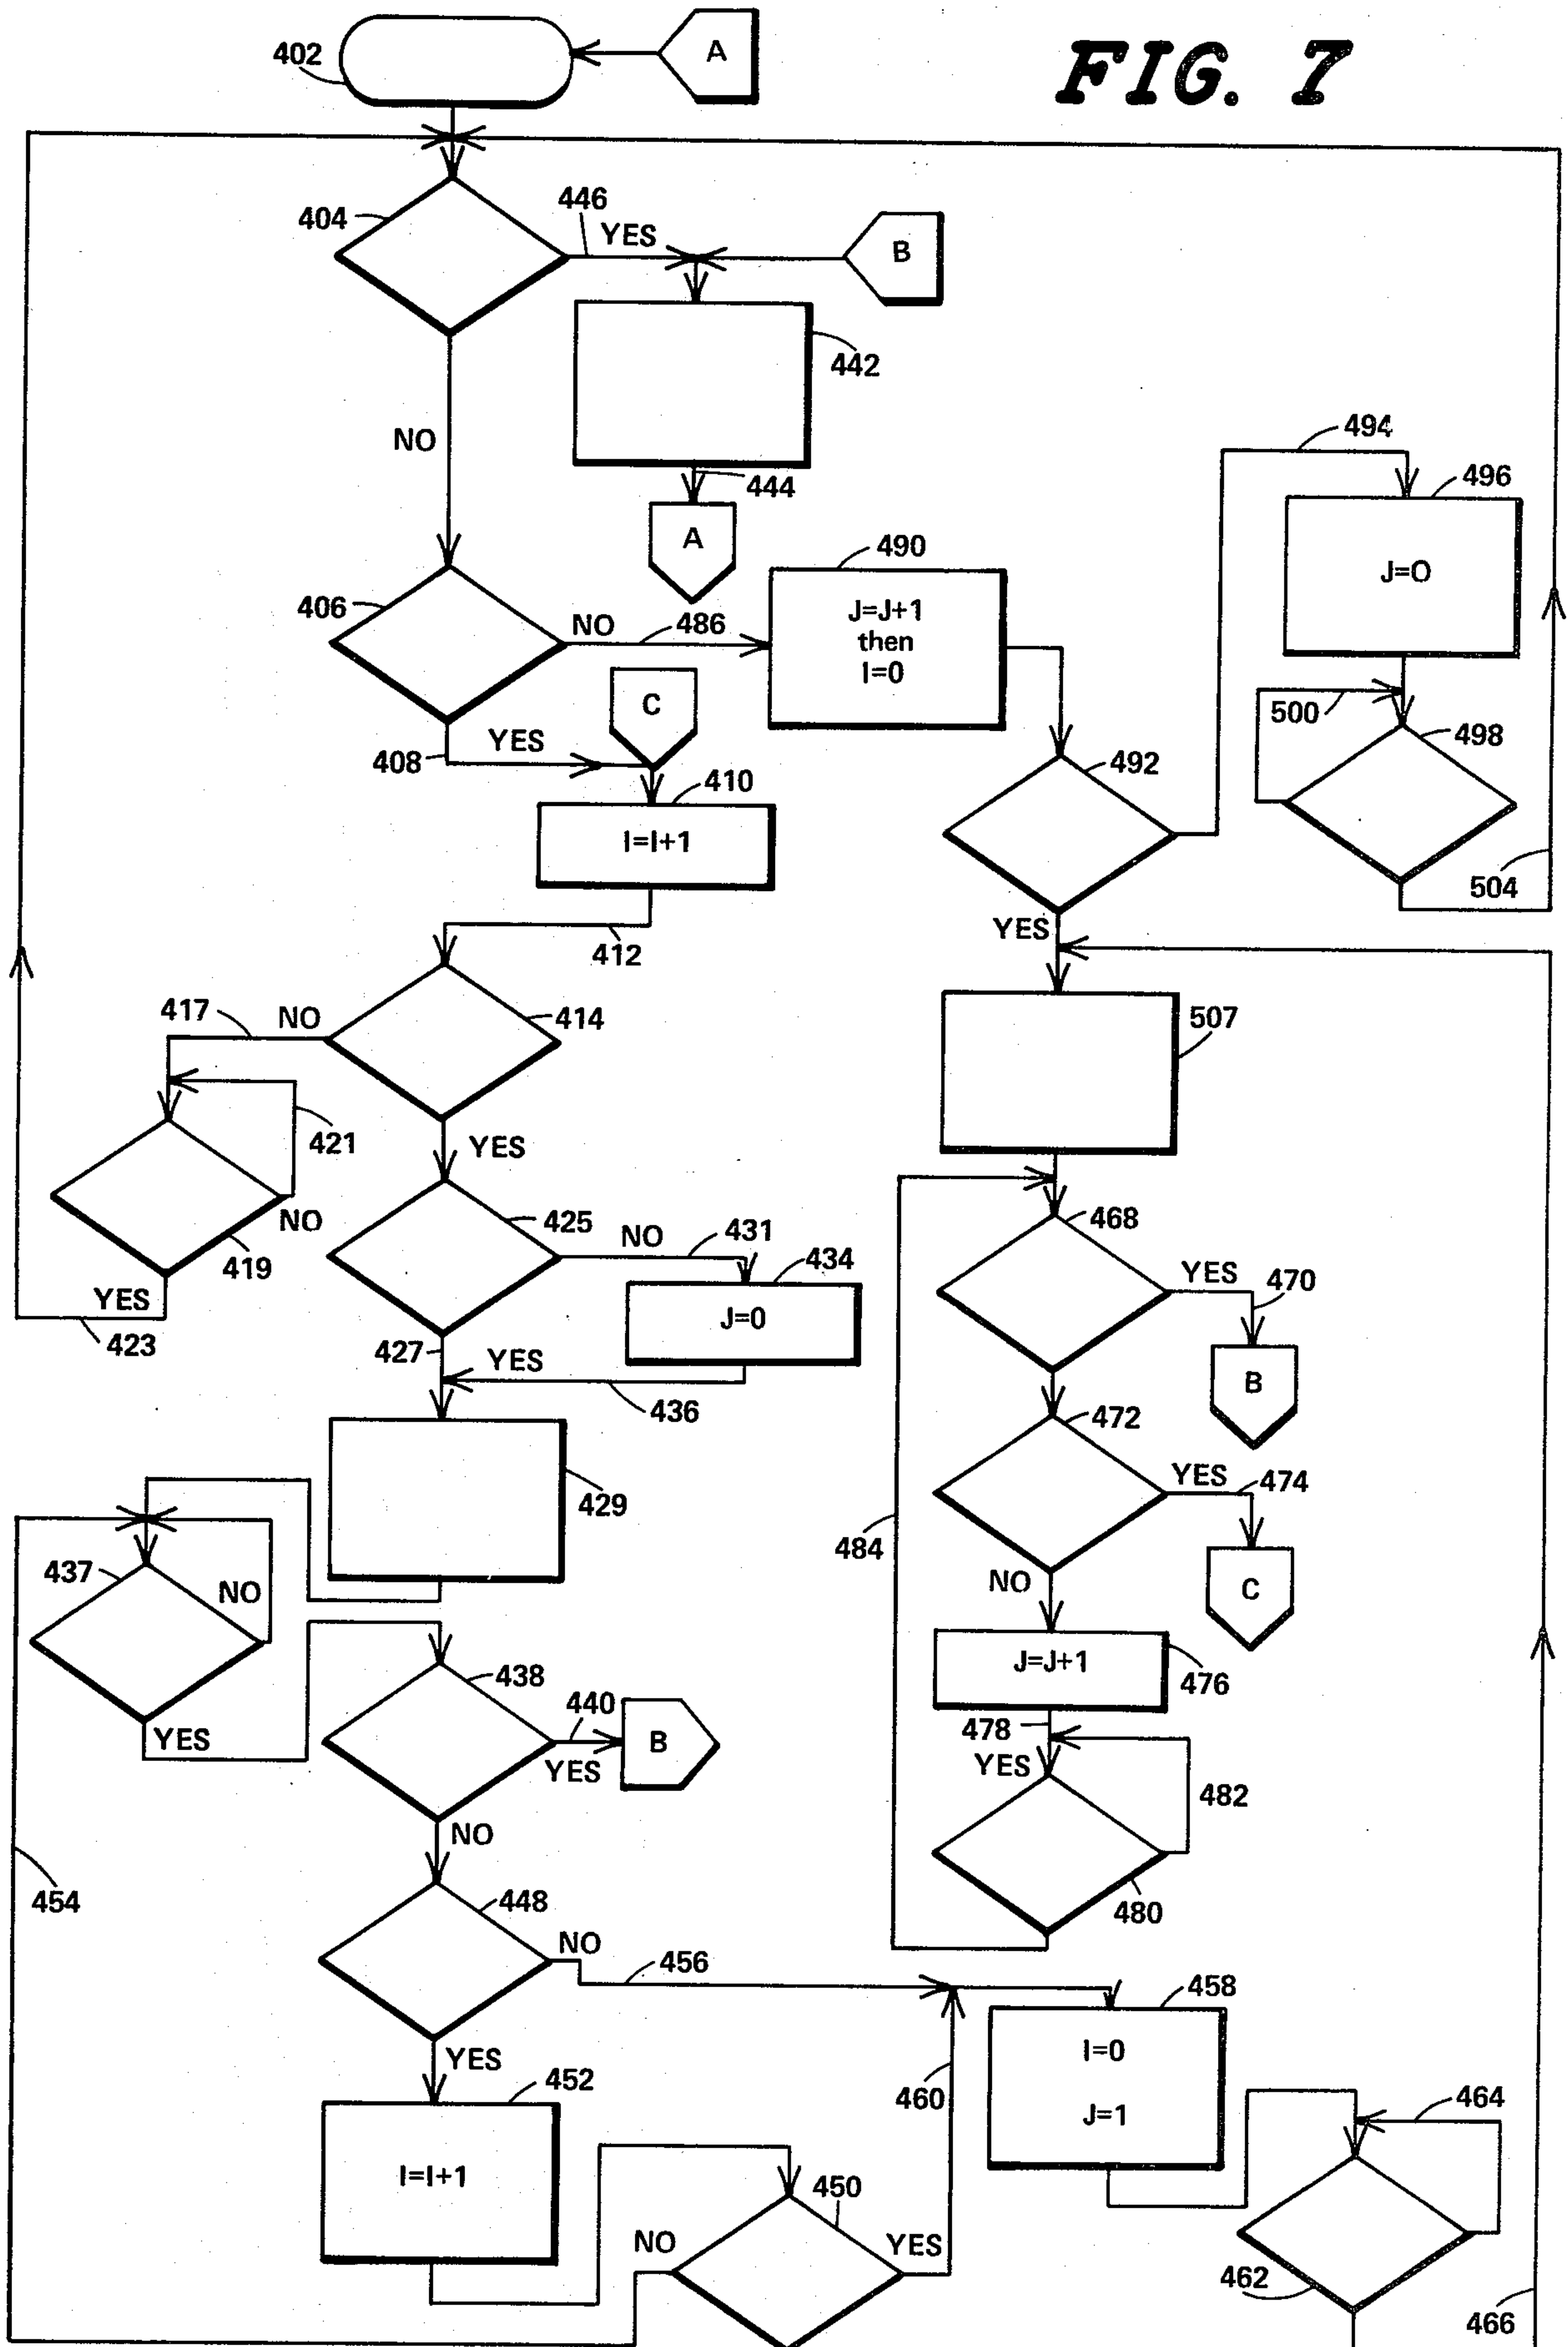 FIG. 7
402
A
404
446
YES
B
442
NO
444
A
494
496
J=O
406
NO
486
490
J=J+1
then
I=0
C
500
498
408
YES
492
410
I=I+1
504
412
YES
417
NO
414
507
421
YES
NO
419
425
NO
431
434
J=0
468
YES
470
YES
423
427
YES
436
B
472
429
YES
474
484
437
NO
NO
C
438
J=J+1
476
440
B
YES
YES
478
YES
482
NO
454
448
480
NO
456
458
YES
I=0
J=1
452
460
464
I=I+1
450
NO
YES
462
466